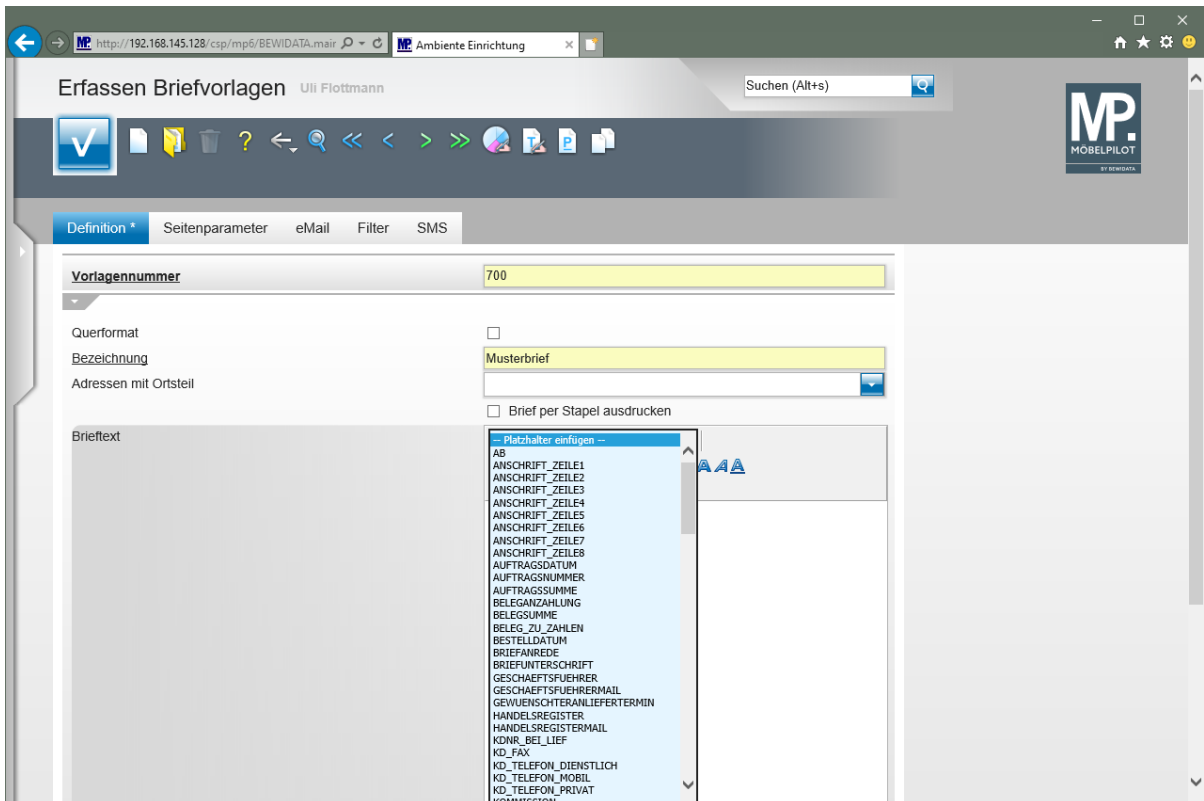 http://192.168.145.128/csp/mp6/BEWIDATA.mair
MP. Ambiente Einrichtung
Erfassen Briefvorlagen Uli Flottmann
Suchen (Alt+s)
MP.
MÖBELPILOT
BY BEWIDATA
Definition * Seitenparameter eMail Filter SMS
Vorlagennummer 700
Querformat
Bezeichnung Musterbrief
Adressen mit Ortsteil
Brief per Stapel ausdrucken
Brieftext
-- Platzhalter einfügen --
AB
ANSCHRIFT_ZEILE1
ANSCHRIFT_ZEILE2
ANSCHRIFT_ZEILE3
ANSCHRIFT_ZEILE4
ANSCHRIFT_ZEILE5
ANSCHRIFT_ZEILE6
ANSCHRIFT_ZEILE7
ANSCHRIFT_ZEILE8
AUFTRAGSDATUM
AUFTRAGSNUMMER
AUFTRAGSSUMME
BELEGANZAHLUNG
BELEGSUMME
BELEG_ZU_ZAHLEN
BESTELLDATUM
BRIEFANREDE
BRIEFUNTERSCHRIFT
GESCHAEFTSFUEHRER
GESCHAEFTSFUEHRERMAIL
GEWUENSCHTERANLIEFERTERMIN
HANDELSREGISTER
HANDELSREGISTERMAIL
KDNR_BEI_LIEF
KD_FAX
KD_TELEFON_DIENSTLICH
KD_TELEFON_MOBIL
KD_TELEFON_PRIVAT
KOMMISSION